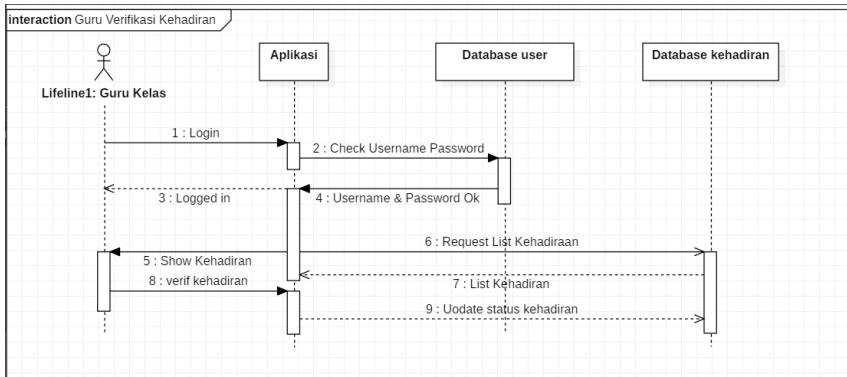 interaction Guru Verifikasi Kehadiran
Aplikasi
Database user
Database kehadiran
Lifeline1: Guru Kelas
1 : Login
2 : Check Username Password
3 : Logged in
4 : Username & Password Ok
6 : Request List Kehadiraan
5 : Show Kehadiran
8 : verif kehadiran
7 : List Kehadiran
9 : Uodate status kehadiran